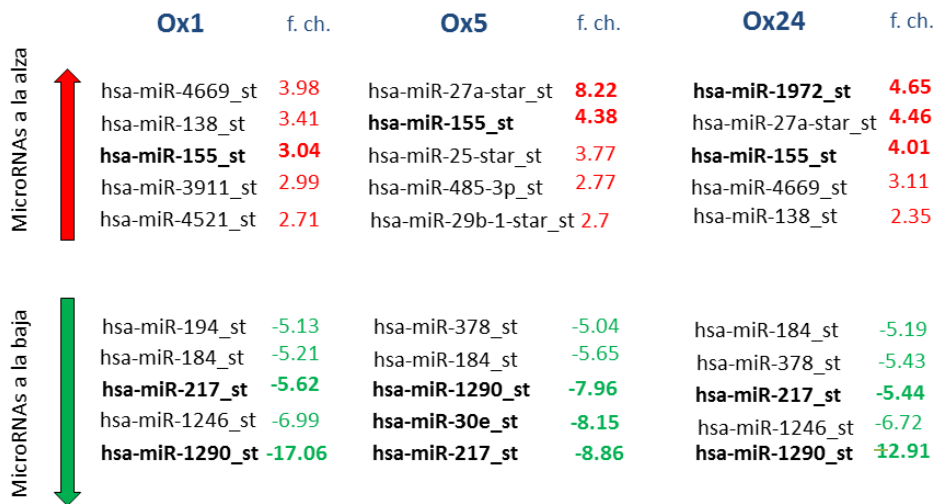 Ox1 f. ch. Ox5 f. ch. Ox24 f. ch.
MicroRNAs a la alza
hsa-miR-4669_st 3.98 hsa-miR-27a-star_st 8.22 hsa-miR-1972_st 4.65
hsa-miR-138_st 3.41 hsa-miR-155_st 4.38 hsa-miR-27a-star_st 4.46
hsa-miR-155_st 3.04 hsa-miR-25-star_st 3.77 hsa-miR-155_st 4.01
hsa-miR-3911_st 2.99 hsa-miR-485-3p_st 2.77 hsa-miR-4669_st 3.11
hsa-miR-4521_st 2.71 hsa-miR-29b-1-star_st 2.7 hsa-miR-138_st 2.35
MicroRNAs a la baja
hsa-miR-194_st -5.13 hsa-miR-378_st -5.04 hsa-miR-184_st -5.19
hsa-miR-184_st -5.21 hsa-miR-184_st -5.65 hsa-miR-378_st -5.43
hsa-miR-217_st -5.62 hsa-miR-1290_st -7.96 hsa-miR-217_st -5.44
hsa-miR-1246_st -6.99 hsa-miR-30e_st -8.15 hsa-miR-1246_st -6.72
hsa-miR-1290_st -17.06 hsa-miR-217_st -8.86 hsa-miR-1290_st -12.91